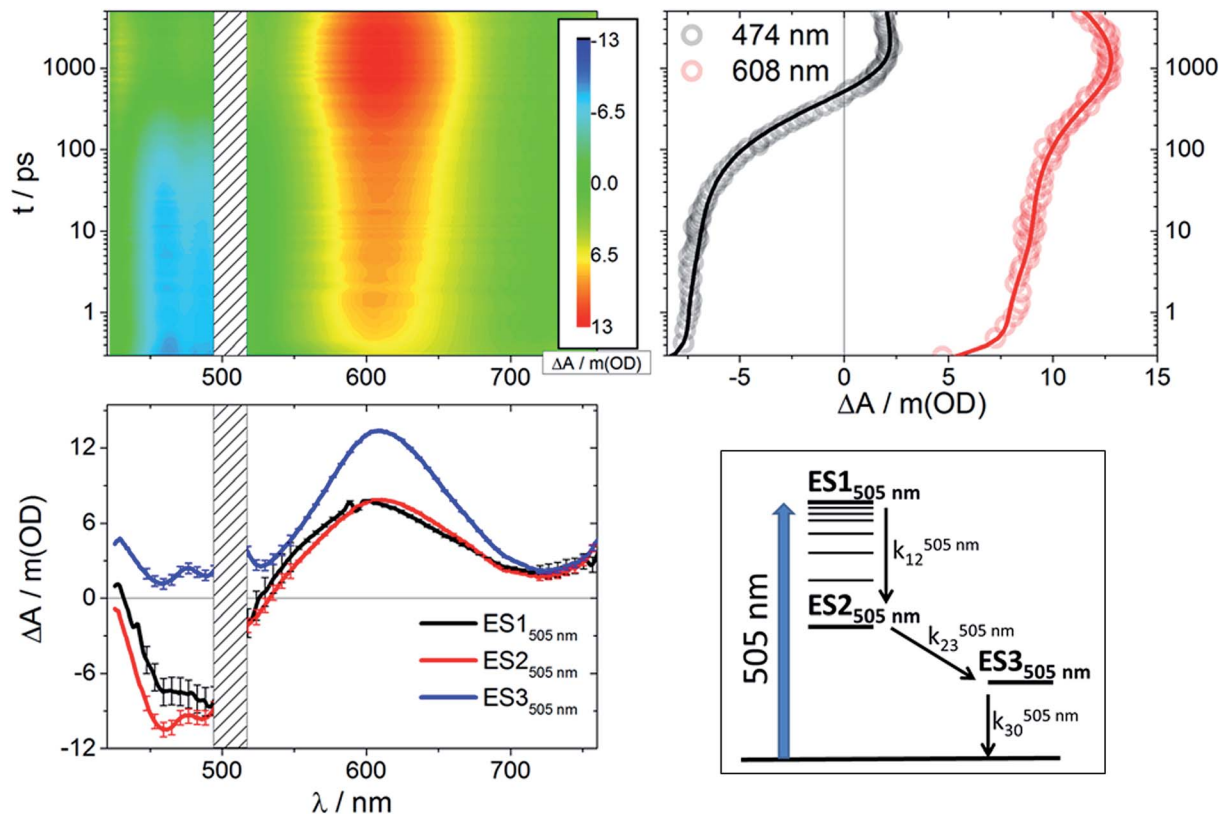 t / ps
1000
100
10
1
500
600
700
-13
-6.5
0.0
6.5
13
ΔA / m(OD)
474 nm
608 nm
1000
100
10
1
-5
0
5
10
15
ΔA / m(OD)
ΔA / m(OD)
12
6
0
-6
-12
ES1505 nm
ES2505 nm
ES3505 nm
500
600
700
λ / nm
505 nm
ES1505 nm
k12505 nm
ES2505 nm
k23505 nm
ES3505 nm
k30505 nm